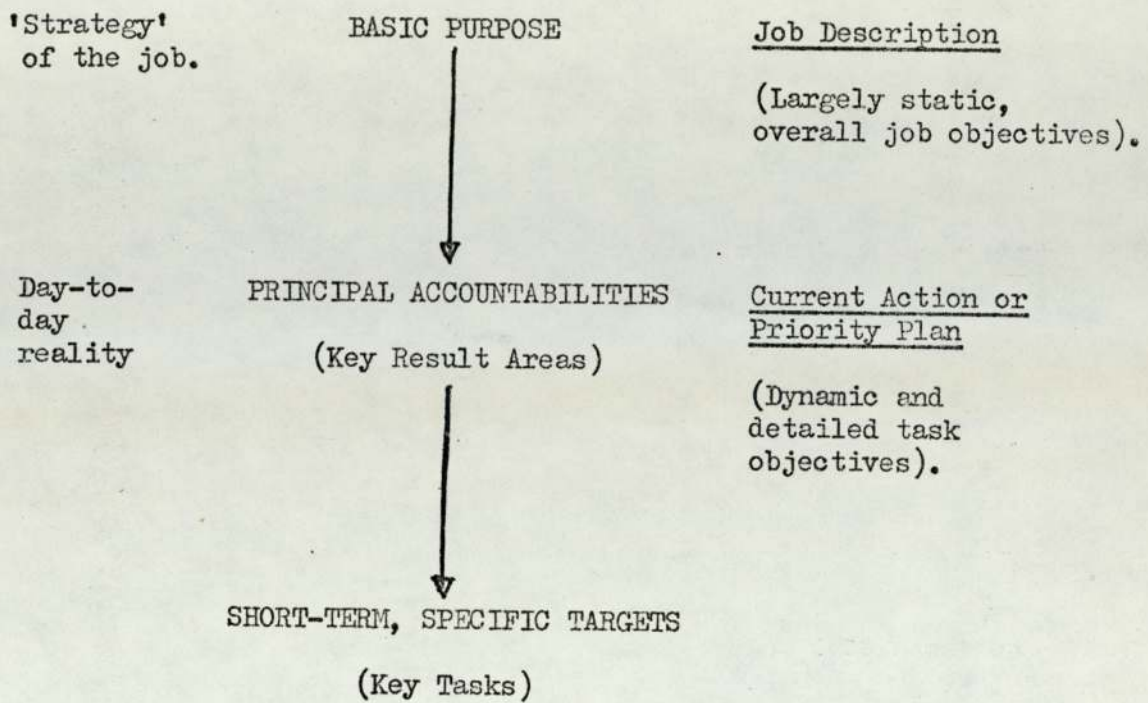 'Strategy'
of the job.
BASIC PURPOSE
Job Description
(Largely static,
overall job objectives).
Day-to-
day
reality
PRINCIPAL ACCOUNTABILITIES
(Key Result Areas)
Current Action or
Priority Plan
(Dynamic and
detailed task
objectives).
SHORT-TERM, SPECIFIC TARGETS
(Key Tasks)